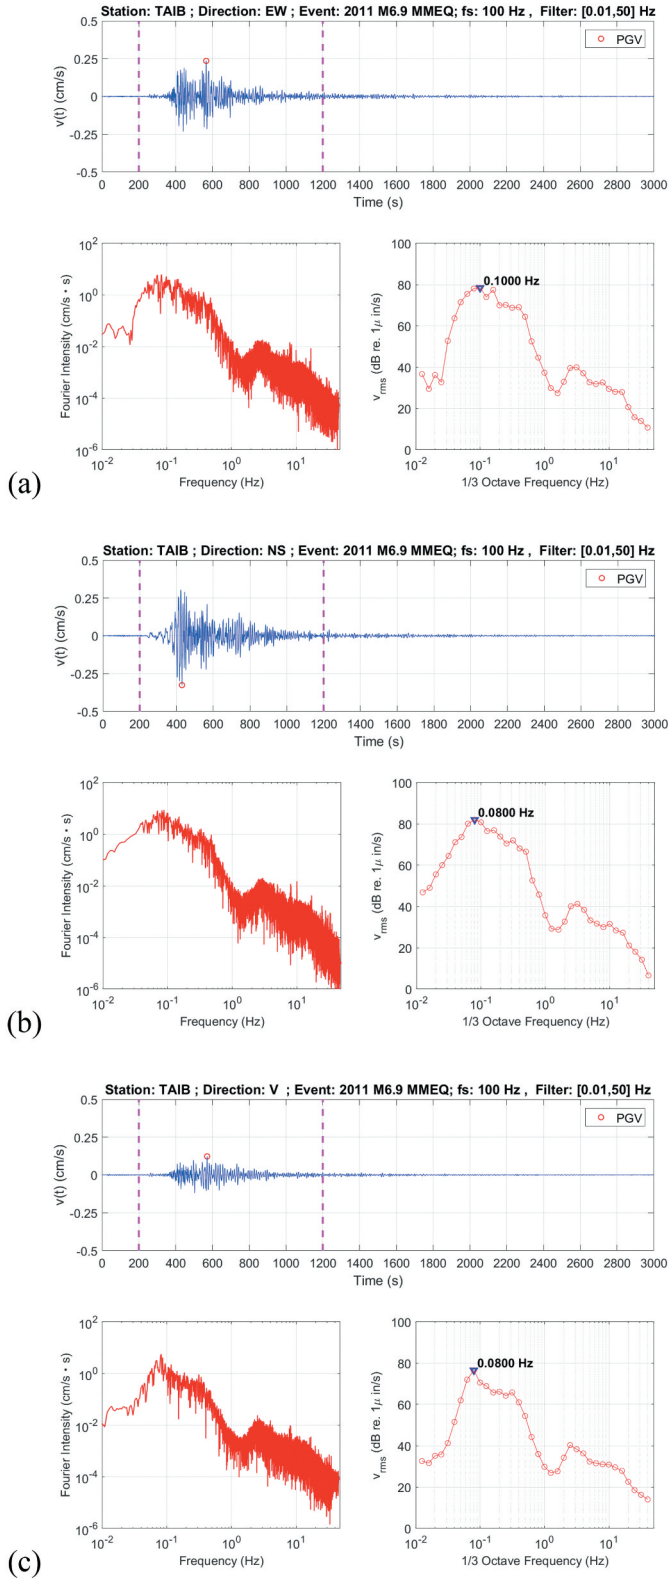 Station: TAIB ; Direction: EW ; Event: 2011 M6.9 MMEQ; fs: 100 Hz , Filter: [0.01,50] Hz
0.5
0.25
0
-0.25
-0.5
v(t) (cm/s)
PGV
0 200 400 600 800 1000 1200 1400 1600 1800 2000 2200 2400 2600 2800 3000
Time (s)
10^2
10^0
10^-2
10^-4
10^-6
Fourier Intensity (cm/s • s)
10^-2 10^-1 10^0 10^1
Frequency (Hz)
100
80
60
40
20
0
v_rms (dB re. 1μ in/s)
0.1000 Hz
10^-2 10^-1 10^0 10^1
1/3 Octave Frequency (Hz)
(a)
Station: TAIB ; Direction: NS ; Event: 2011 M6.9 MMEQ; fs: 100 Hz , Filter: [0.01,50] Hz
0.5
0.25
0
-0.25
-0.5
v(t) (cm/s)
PGV
0 200 400 600 800 1000 1200 1400 1600 1800 2000 2200 2400 2600 2800 3000
Time (s)
10^2
10^0
10^-2
10^-4
10^-6
Fourier Intensity (cm/s • s)
10^-2 10^-1 10^0 10^1
Frequency (Hz)
100
80
60
40
20
0
v_rms (dB re. 1μ in/s)
0.0800 Hz
10^-2 10^-1 10^0 10^1
1/3 Octave Frequency (Hz)
(b)
Station: TAIB ; Direction: V ; Event: 2011 M6.9 MMEQ; fs: 100 Hz , Filter: [0.01,50] Hz
0.5
0.25
0
-0.25
-0.5
v(t) (cm/s)
PGV
0 200 400 600 800 1000 1200 1400 1600 1800 2000 2200 2400 2600 2800 3000
Time (s)
10^2
10^0
10^-2
10^-4
10^-6
Fourier Intensity (cm/s • s)
10^-2 10^-1 10^0 10^1
Frequency (Hz)
100
80
60
40
20
0
v_rms (dB re. 1μ in/s)
0.0800 Hz
10^-2 10^-1 10^0 10^1
1/3 Octave Frequency (Hz)
(c)